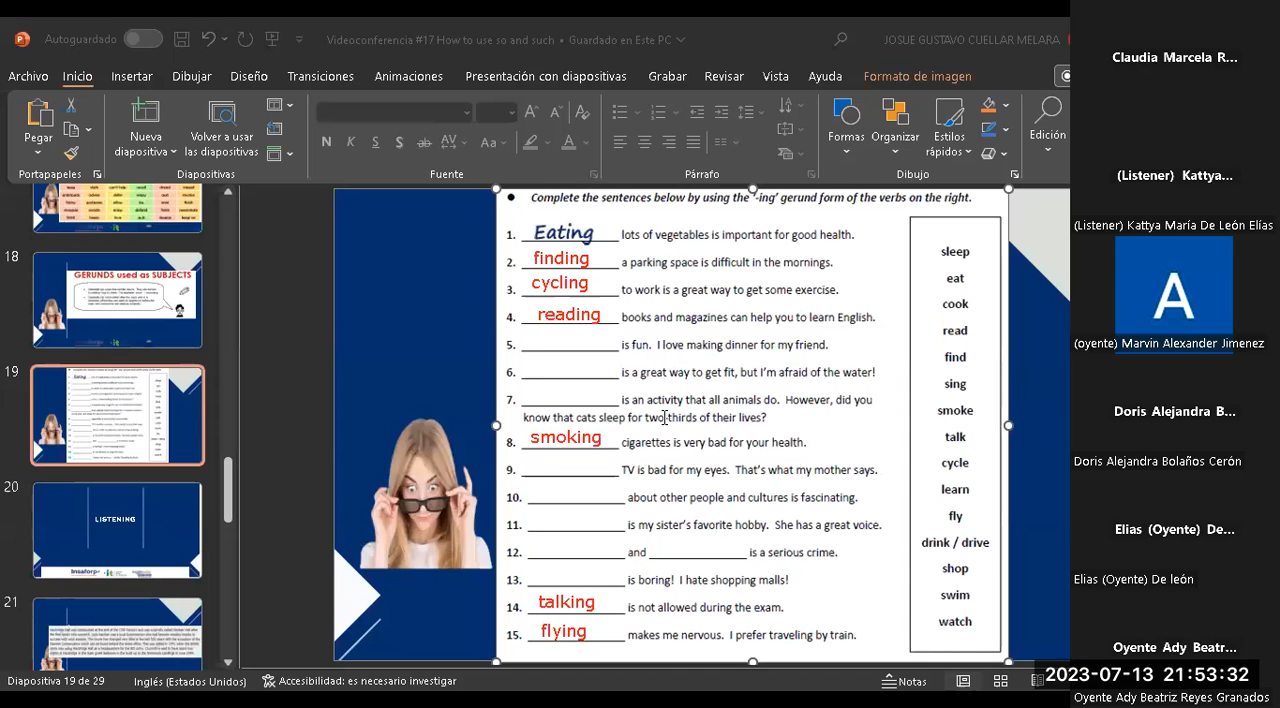 Autoguardado
Videoconferencia #17 How to use so and such • Guardado en Este PC
JOSUE GUSTAVO CUELLAR MELARA
Archivo Inicio Insertar Dibujar Diseño Transiciones Animaciones Presentación con diapositivas Grabar Revisar Vista Ayuda Formato de imagen
Pegar
Nueva diapositiva
Volver a usar las diapositivas
Formas
Organizar
Estilos rápidos
Edición
Portapapeles
Diapositivas
Fuente
Párrafo
Dibujo
18
GERUNDS used as SUBJECTS
19
20
LISTENING
21
Complete the sentences below by using the '-ing' gerund form of the verbs on the right.
1. Eating lots of vegetables is important for good health.
2. finding a parking space is difficult in the mornings.
3. cycling to work is a great way to get some exercise.
4. reading books and magazines can help you to learn English.
5. ____________ is fun. I love making dinner for my friend.
6. ____________ is a great way to get fit, but I'm afraid of the water!
7. ____________ is an activity that all animals do. However, did you
know that cats sleep for two-thirds of their lives?
8. smoking cigarettes is very bad for your health.
9. ____________ TV is bad for my eyes. That's what my mother says.
10. ____________ about other people and cultures is fascinating.
11. ____________ is my sister's favorite hobby. She has a great voice.
12. ____________ and ____________ is a serious crime.
13. ____________ is boring! I hate shopping malls!
14. talking is not allowed during the exam.
15. flying makes me nervous. I prefer traveling by train.
sleep
eat
cook
read
find
sing
smoke
talk
cycle
learn
fly
drink / drive
shop
swim
watch
Claudia Marcela R...
(Listener) Kattya...
(Listener) Kattya María De León Elías
A
(oyente) Marvin Alexander Jimenez
Doris Alejandra B...
Doris Alejandra Bolaños Cerón
Elias (Oyente) De...
Elias (Oyente) De león
Oyente Ady Beatr...
2023-07-13 21:53:32
Oyente Ady Beatriz Reyes Granados
Diapositiva 19 de 29 Inglés (Estados Unidos) Accesibilidad: es necesario investigar Notas